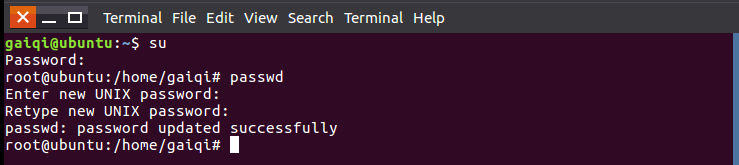 Terminal File Edit View Search Terminal Help
gaiqi@ubuntu:~$ su
Password:
root@ubuntu:/home/gaiqi# passwd
Enter new UNIX password:
Retype new UNIX password:
passwd: password updated successfully
root@ubuntu:/home/gaiqi#